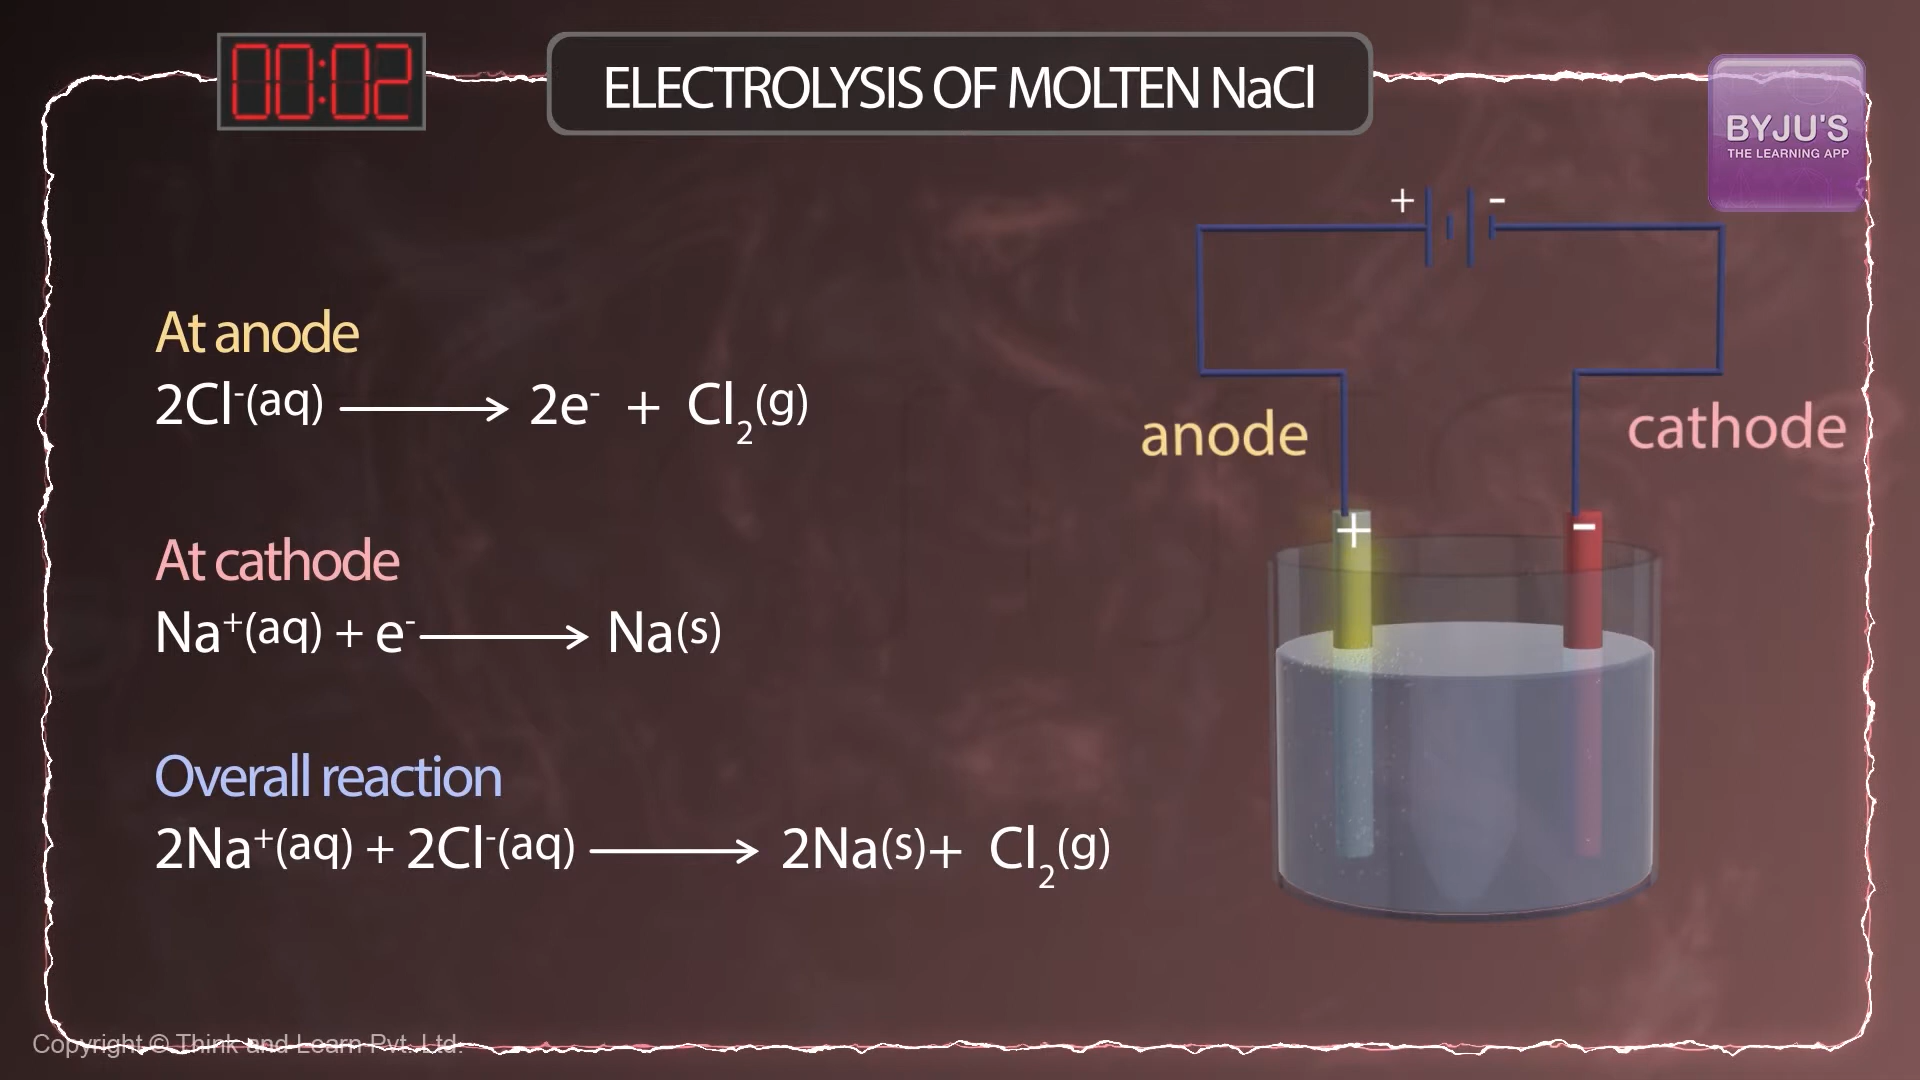 00:02
ELECTROLYSIS OF MOLTEN NaCl
BYJU'S
THE LEARNING APP
+ -
At anode
2Cl⁻(aq) ⟶ 2e⁻ + Cl₂(g)
anode
cathode
+ -
At cathode
Na⁺(aq) + e⁻ ⟶ Na(s)
Overall reaction
2Na⁺(aq) + 2Cl⁻(aq) ⟶ 2Na(s)+ Cl₂(g)
Copyright © Think and Learn Pvt. Ltd.